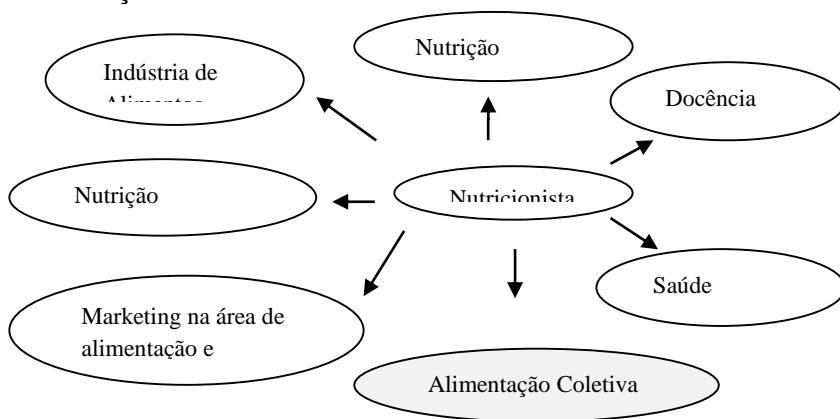 Nutrição
Indústria de
Docência
Nutrição
Nutricionista
Saúde
Marketing na área de
alimentação e
Alimentação Coletiva